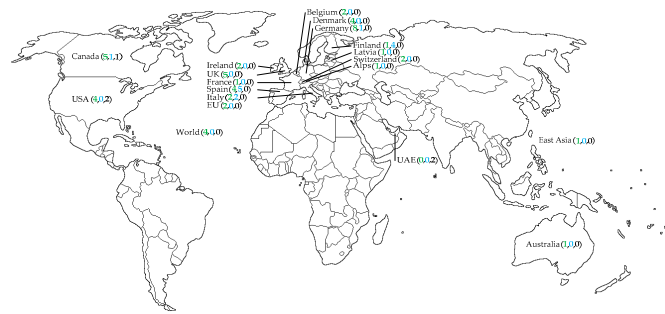 Belgium (2,0,0)
Denmark (4,0,0)
Germany (8,1,0)
Finland (1,4,0)
Canada (5,1,1)
Latvia (1,0,0)
Switzerland (2,0,0)
Ireland (2,0,0)
Alps (1,0,0)
UK (5,0,0)
France (1,0,0)
Spain (4,5,0)
USA (4,0,2)
Italy (2,2,0)
EU (2,0,0)
World (4,0,0)
East Asia (1,0,0)
UAE (0,0,2)
Australia (1,0,0)